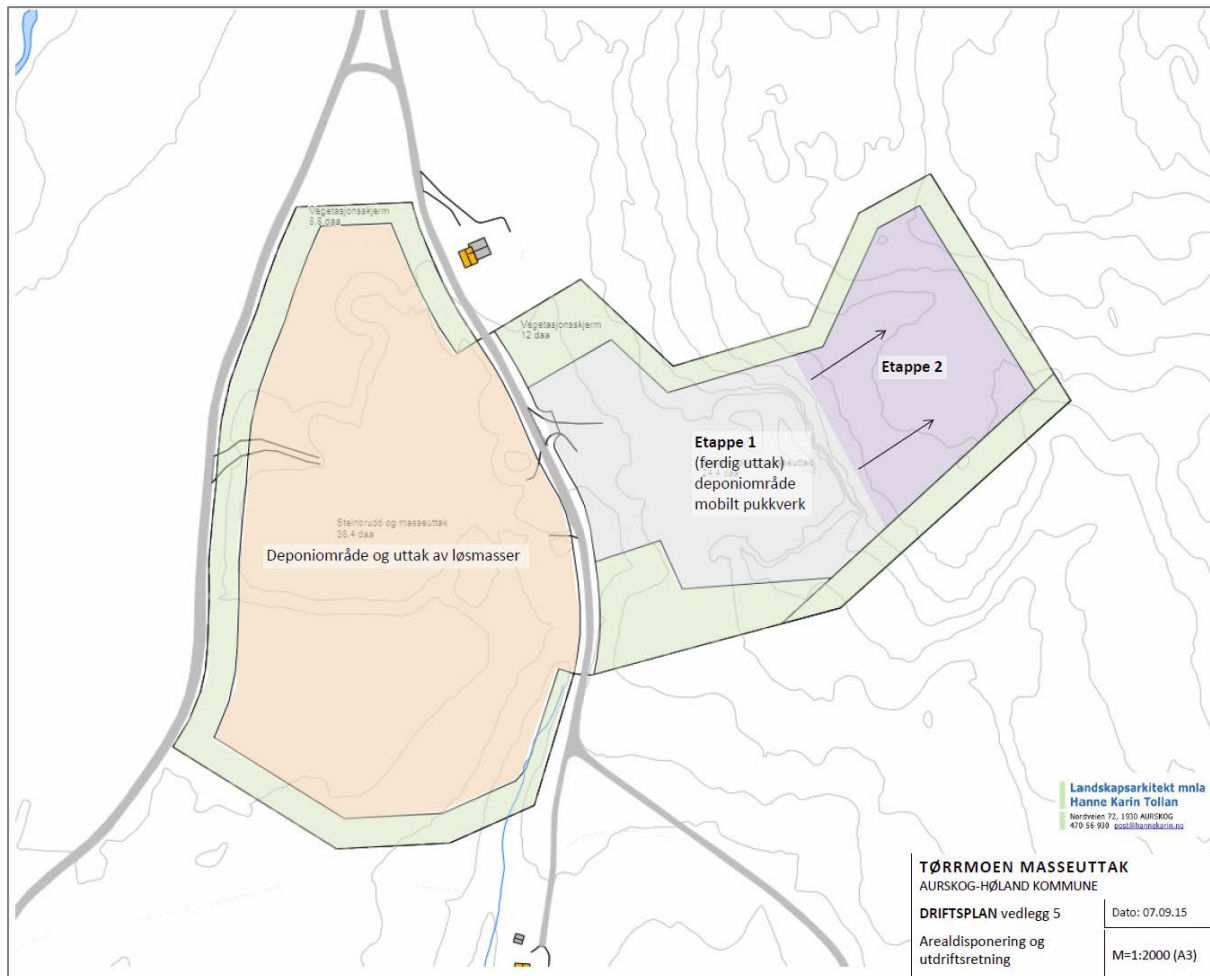 Vegetasjonsskjerm
8,8 daa
Vegetasjonsskjerm
12 daa
Etappe 2
Etappe 1
(ferdig uttak)
deponiområde
mobilt pukkverk
Steinbrudd og masseuttak
38,4 daa
Deponiområde og uttak av løsmasser
Landskapsarkitekt mnla
Hanne Karin Tollan
Nordveien 72, 1930 AURSKOG
470 56 930 post@hannekarin.no
TØRRMOEN MASSEUTTAK
AURSKOG-HØLAND KOMMUNE
DRIFTSPLAN vedlegg 5
Dato: 07.09.15
Arealdisponering og
utdriftsretning
M=1:2000 (A3)